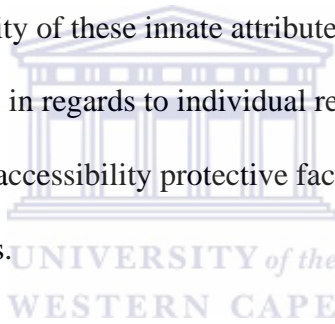 ity of these innate attribute
in regards to individual re
accessibility protective fac
s.
UNIVERSITY of the
WESTERN CAPE